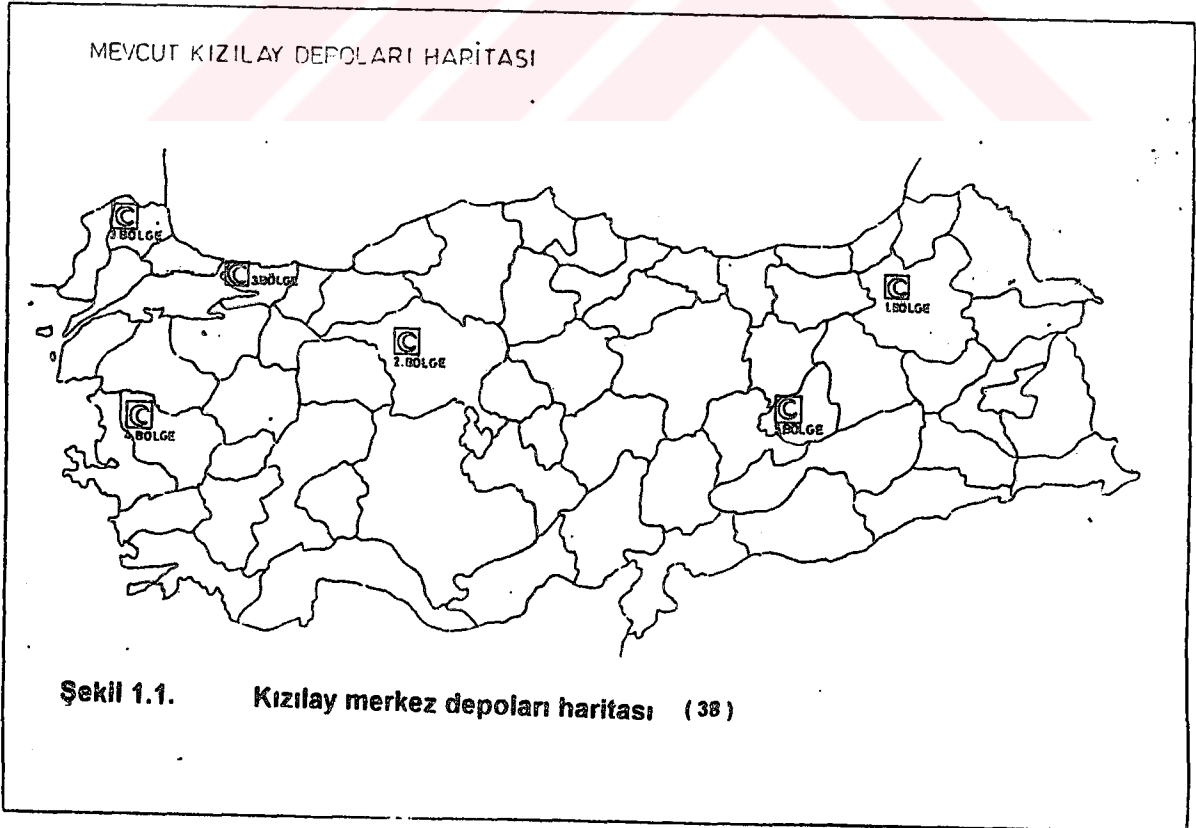 MEVCUT KIZILAY DEPOLARI HARİTASI
BÖLGE
3.BÖLGE
1.BÖLGE
2.BÖLGE
4.BÖLGE
BÖLGE
Şekil 1.1. Kızılay merkez depoları haritası (38)